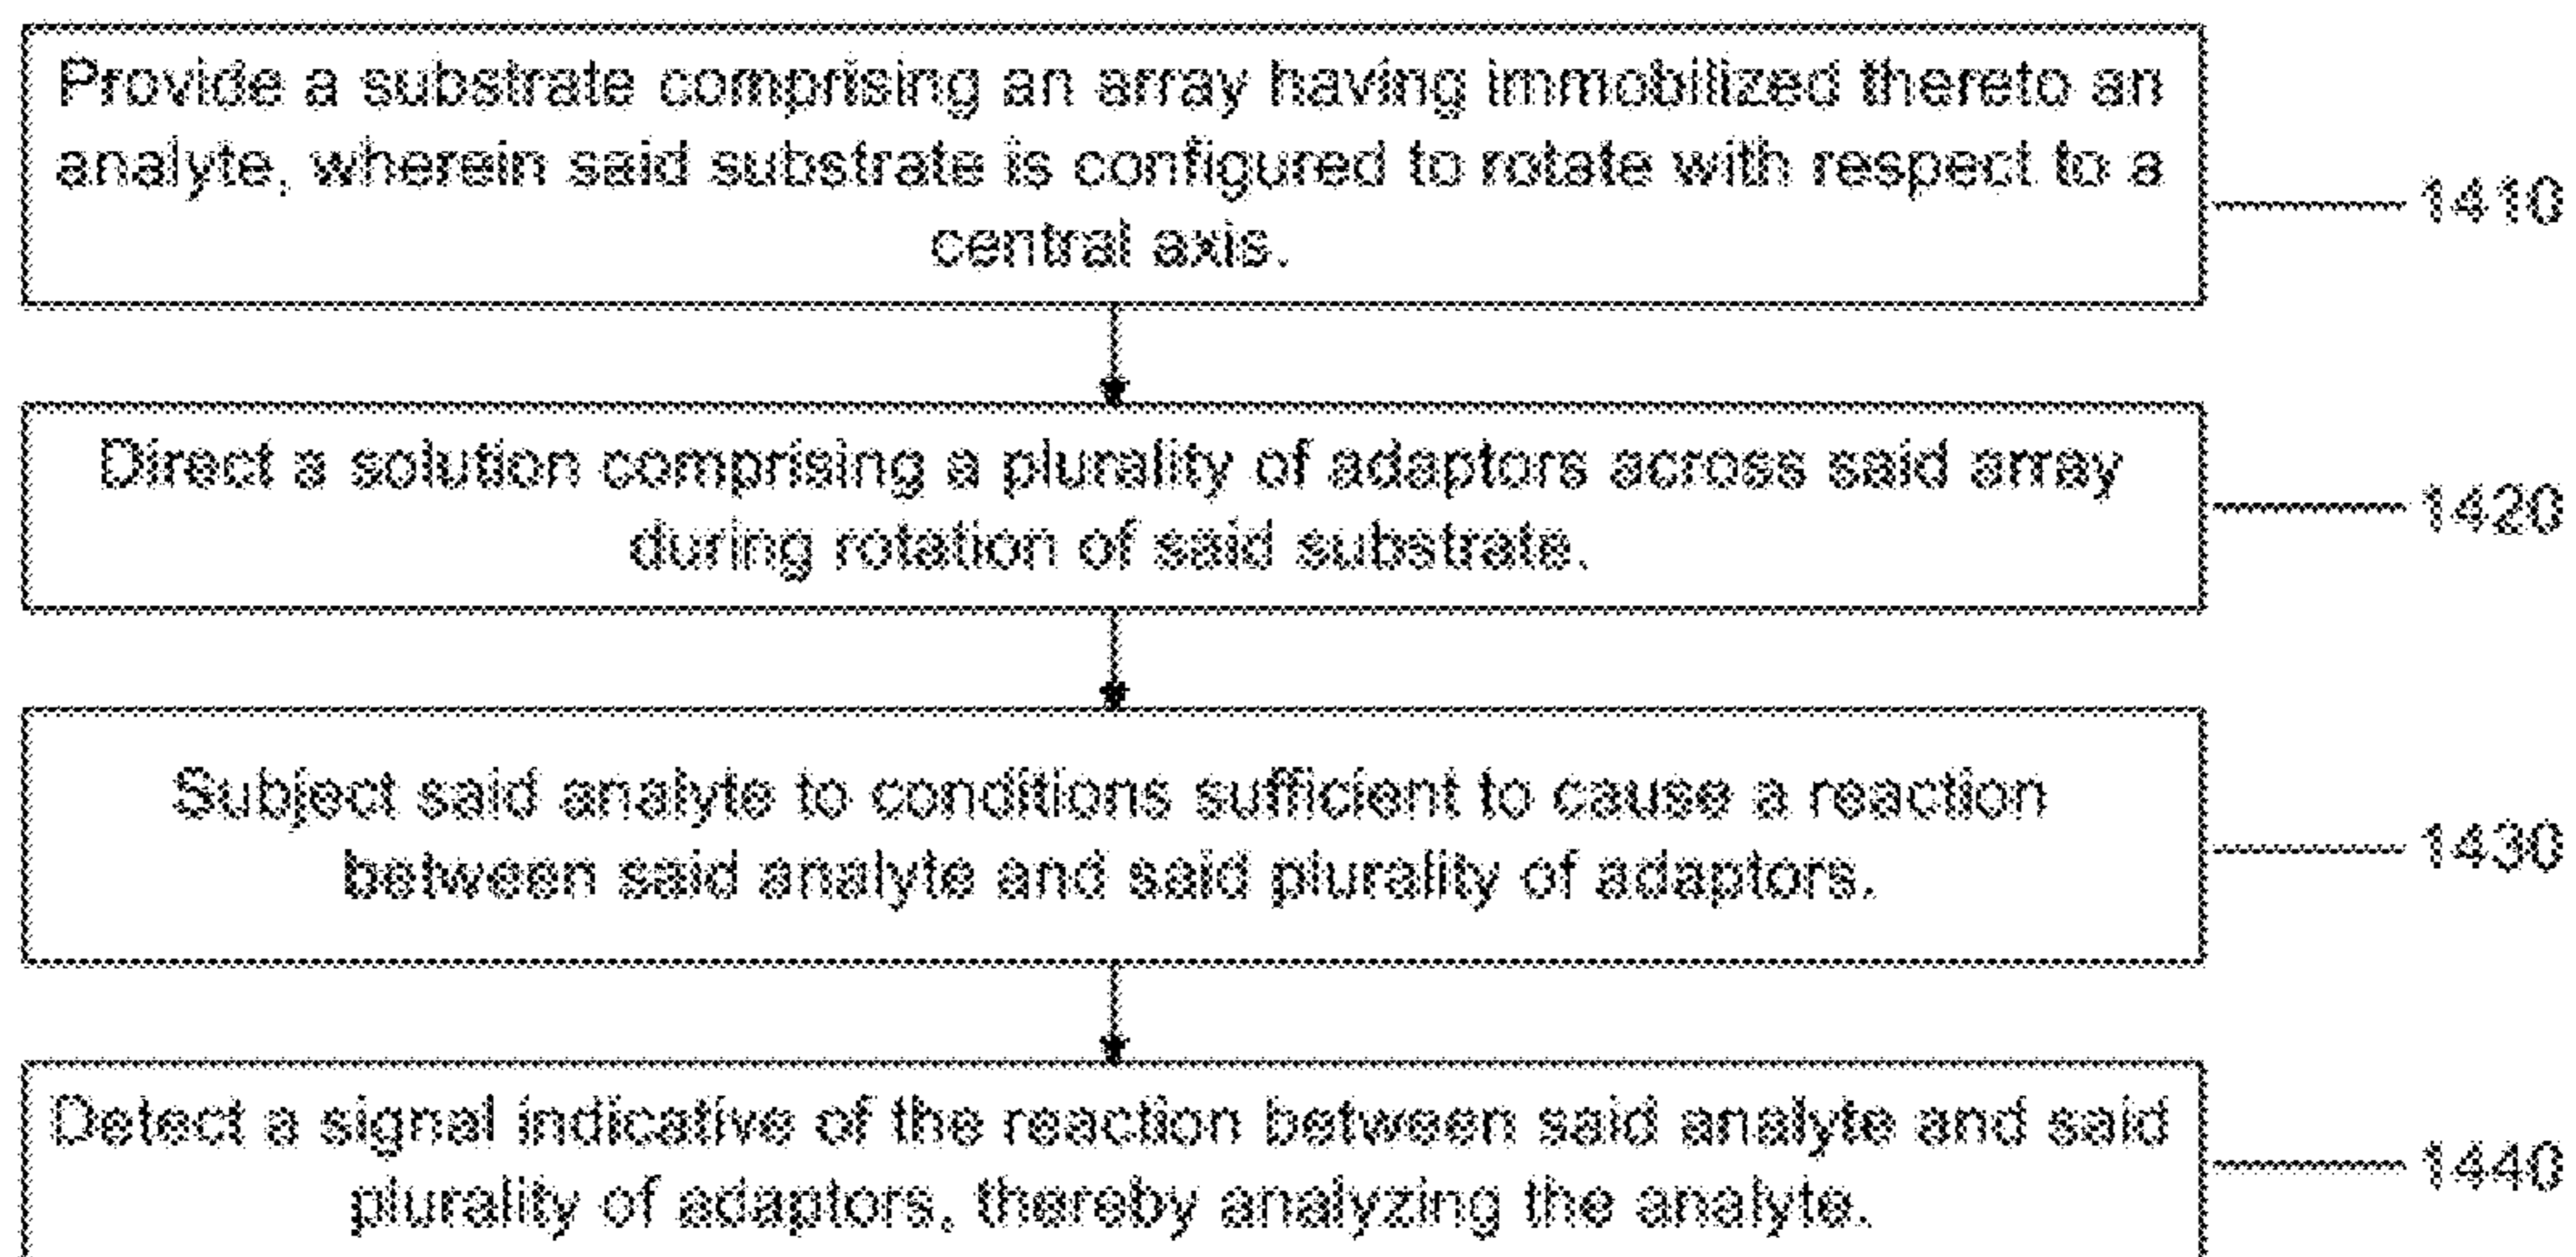 Provide a substrate comprising an array having immobilized thereto an
analyte, wherein said substrate is configured to rotate with respect to a
central axis.
1410
Direct a solution comprising a plurality of adaptors across said array
during rotation of said substrate.
1420
Subject said analyte to conditions sufficient to cause a reaction
between said analyte and said plurality of adaptors.
1430
Detect a signal indicative of the reaction between said analyte and said
plurality of adaptors, thereby analyzing the analyte.
1440